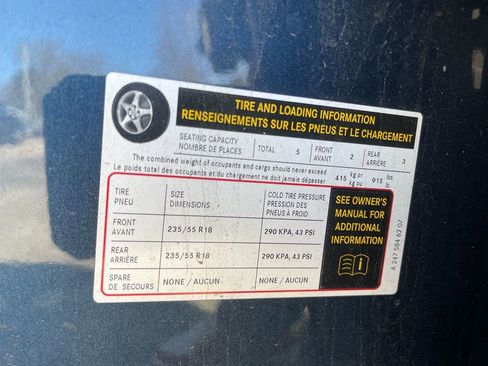 TIRE AND LOADING INFORMATION
RENSEIGNEMENTS SUR LES PNEUS ET LE CHARGEMENT
SEATING CAPACITY
NOMBRE DE PLACES
TOTAL 5
FRONT
AVANT
2
REAR
ARRIÈRE
3
The combined weight of occupants and cargo should never exceed
Le poids total des occupants et du chargement ne doit jamais dépasser
415 kg or
kg ou
915 lbs.
lb.
TIRE
PNEU
SIZE
DIMENSIONS
COLD TIRE PRESSURE
PRESSION DES
PNEUS À FROID
FRONT
AVANT
235/55 R18
290 KPA, 43 PSI
REAR
ARRIÈRE
235/55 R18
290 KPA, 43 PSI
SPARE
DE SECOURS
NONE / AUCUN
NONE / AUCUN
SEE OWNER'S
MANUAL FOR
ADDITIONAL
INFORMATION
A 247 584 62 07